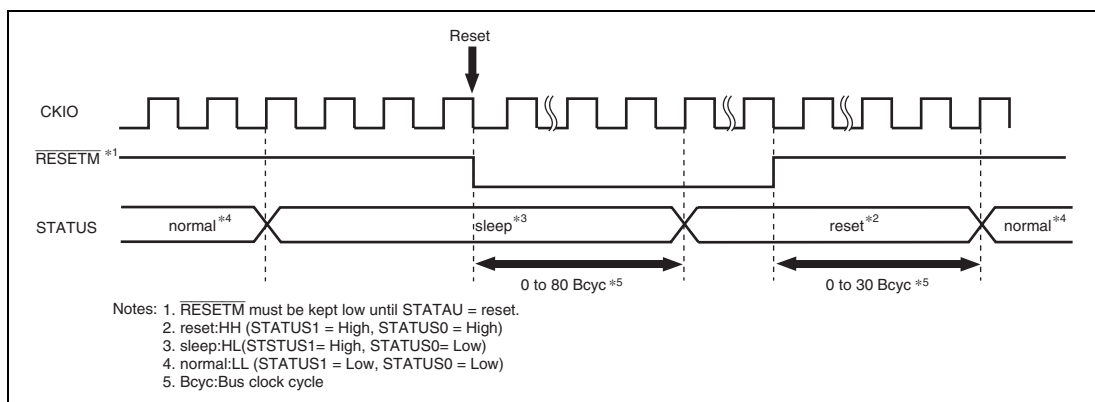 Reset
CKIO
RESETM *1
STATUS
normal*4
sleep*3
reset*2
normal*4
0 to 80 Bcyc *5
0 to 30 Bcyc *5
Notes: 1. RESETM must be kept low until STATAU = reset.
2. reset:HH (STATUS1 = High, STATUS0 = High)
3. sleep:HL(STSTUS1= High, STATUS0= Low)
4. normal:LL (STATUS1 = Low, STATUS0 = Low)
5. Bcyc:Bus clock cycle